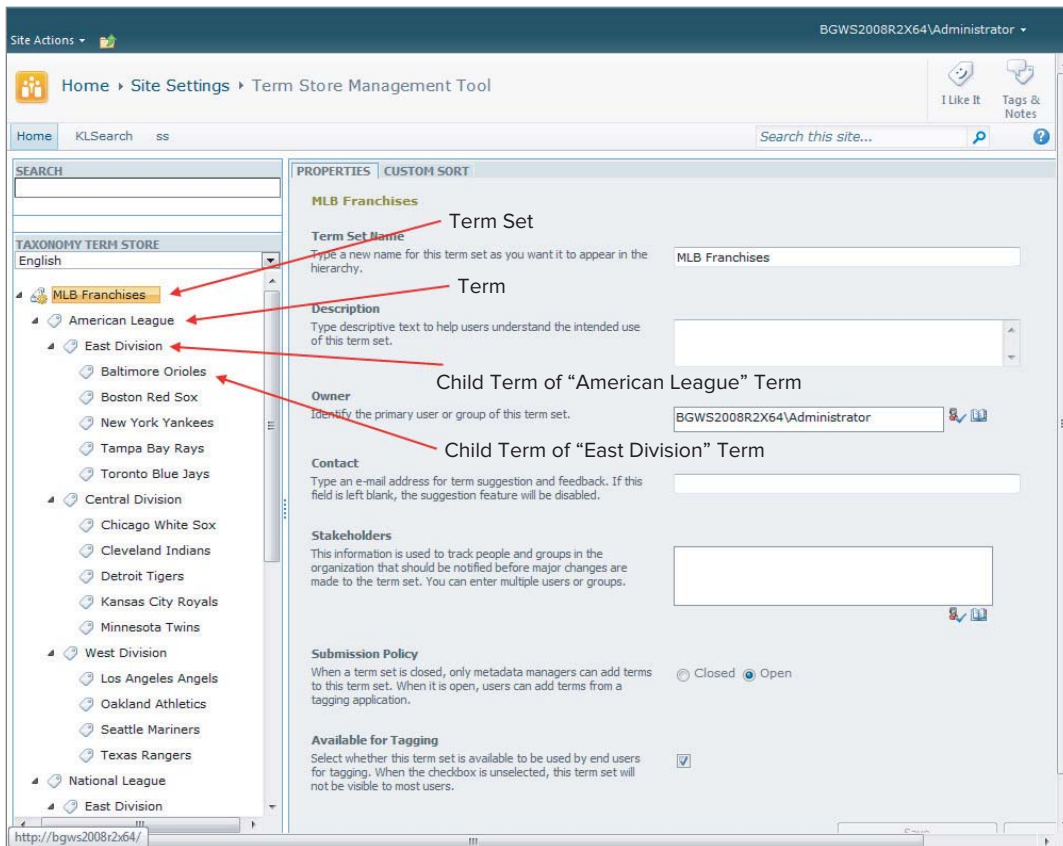 BGWS2008R2X64\Administrator
Site Actions
Home › Site Settings › Term Store Management Tool
I Like It
Tags &
Notes
Home
KLSearch
ss
Search this site...
SEARCH
TAXONOMY TERM STORE
English
MLB Franchises
American League
East Division
Baltimore Orioles
Boston Red Sox
New York Yankees
Tampa Bay Rays
Toronto Blue Jays
Central Division
Chicago White Sox
Cleveland Indians
Detroit Tigers
Kansas City Royals
Minnesota Twins
West Division
Los Angeles Angels
Oakland Athletics
Seattle Mariners
Texas Rangers
National League
East Division
http://bgws2008r2x64/
PROPERTIES
CUSTOM SORT
MLB Franchises
Term Set
Term Set Name
Type a new name for this term set as you want it to appear in the
hierarchy.
MLB Franchises
Term
Description
Type descriptive text to help users understand the intended use
of this term set.
Child Term of “American League” Term
Owner
Identify the primary user or group of this term set.
BGWS2008R2X64\Administrator
Child Term of “East Division” Term
Contact
Type an e-mail address for term suggestion and feedback. If this
field is left blank, the suggestion feature will be disabled.
Stakeholders
This information is used to track people and groups in the
organization that should be notified before major changes are
made to the term set. You can enter multiple users or groups.
Submission Policy
When a term set is closed, only metadata managers can add terms
to this term set. When it is open, users can add terms from a
tagging application.
Closed
Open
Available for Tagging
Select whether this term set is available to be used by end users
for tagging. When the checkbox is unselected, this term set will
not be visible to most users.
Save